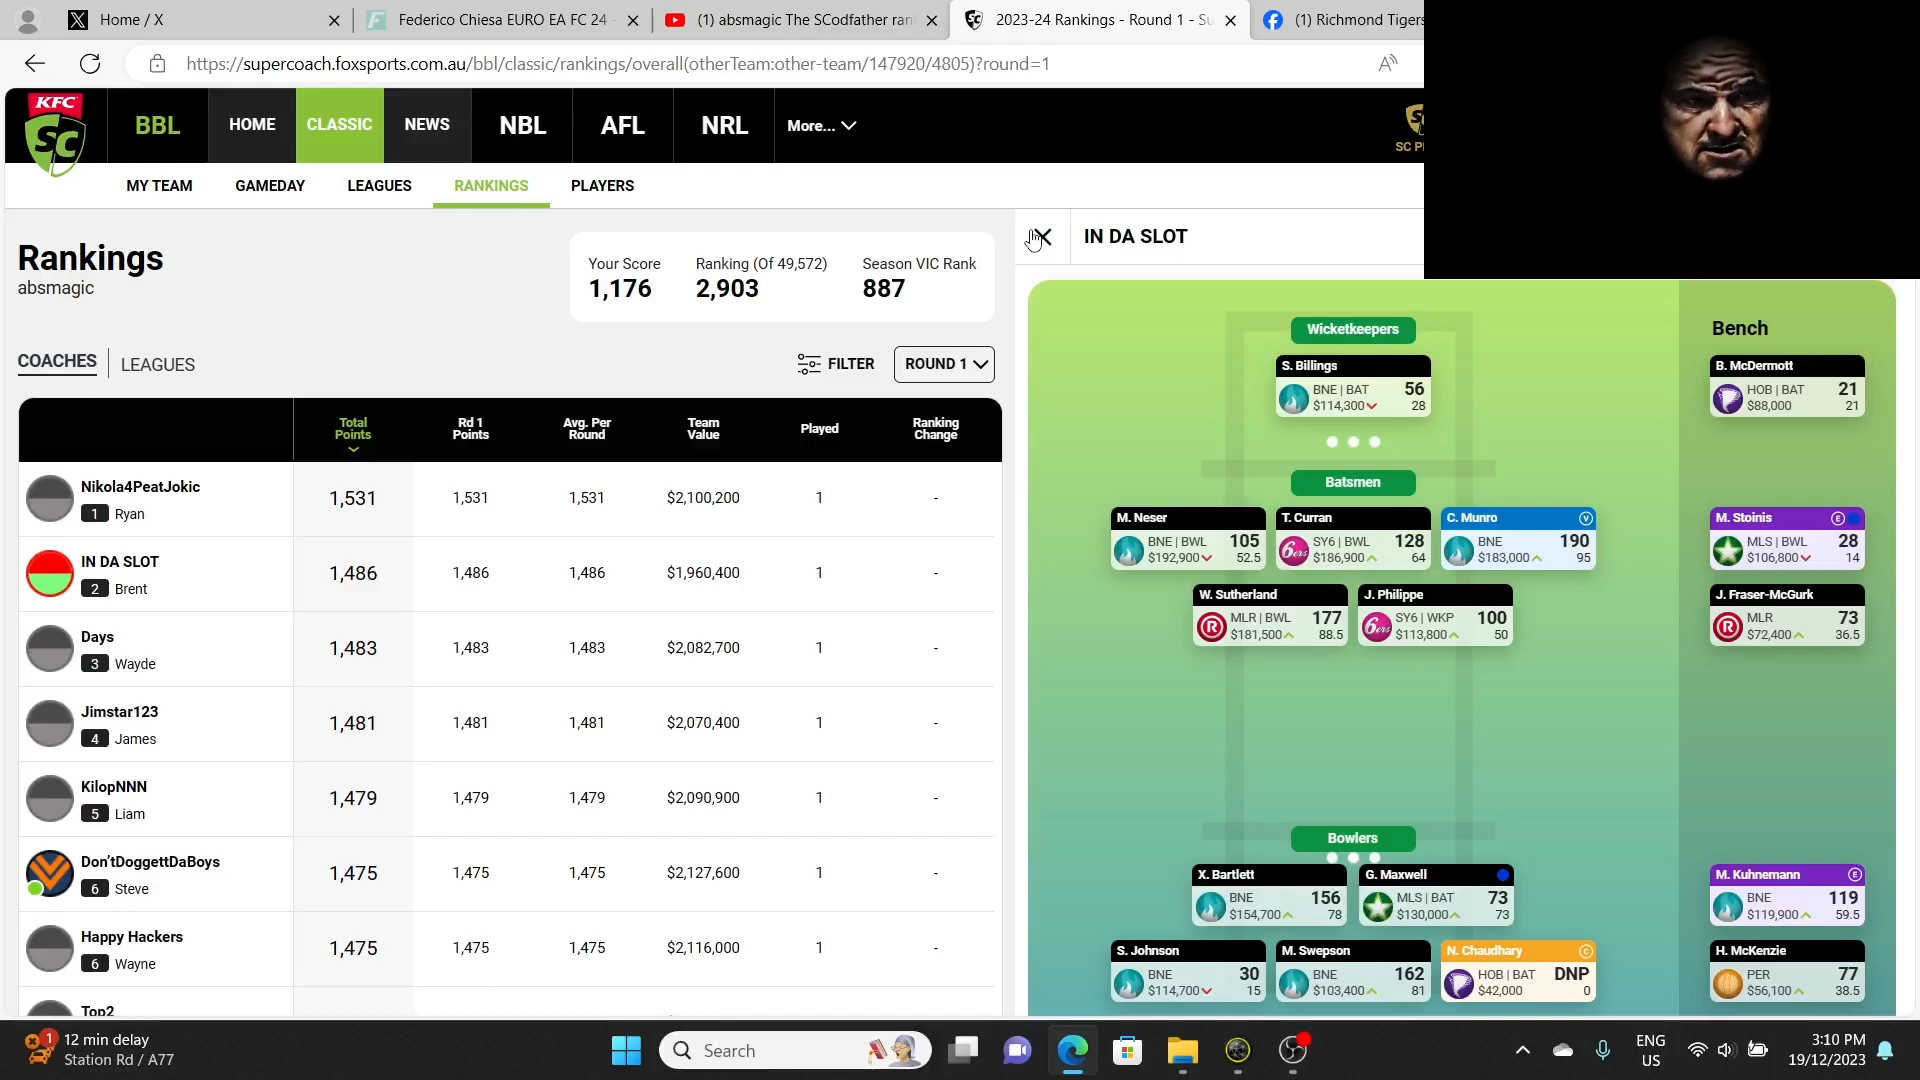 Home / X
Federico Chiesa EURO EA FC 24 -
(1) absmagic The SCodfather ran
2023-24 Rankings - Round 1 - Su
(1) Richmond Tigers
https://supercoach.foxsports.com.au/bbl/classic/rankings/overall(otherTeam:other-team/147920/4805)?round=1
KFC
SC
BBL
HOME
CLASSIC
NEWS
NBL
AFL
NRL
More...
SC PL
MY TEAM
GAMEDAY
LEAGUES
RANKINGS
PLAYERS
Rankings
absmagic
Your Score
Ranking (Of 49,572)
Season VIC Rank
1,176
2,903
887
COACHES
LEAGUES
FILTER
ROUND 1
Total Points
Rd 1 Points
Avg. Per Round
Team Value
Played
Ranking Change
Nikola4PeatJokic
1 Ryan
1,531 1,531 1,531 $2,100,200 1 -
IN DA SLOT
2 Brent
1,486 1,486 1,486 $1,960,400 1 -
Days
3 Wayde
1,483 1,483 1,483 $2,082,700 1 -
Jimstar123
4 James
1,481 1,481 1,481 $2,070,400 1 -
KilopNNN
5 Liam
1,479 1,479 1,479 $2,090,900 1 -
Don'tDoggettDaBoys
6 Steve
1,475 1,475 1,475 $2,127,600 1 -
Happy Hackers
6 Wayne
1,475 1,475 1,475 $2,116,000 1 -
Top2
IN DA SLOT
Wicketkeepers
S. Billings
BNE | BAT 56
$114,300 28
Bench
B. McDermott
HOB | BAT 21
$88,000 21
Batsmen
M. Neser
BNE | BWL 105
$192,900 52.5
T. Curran
SY6 | BWL 128
$186,900 64
C. Munro V
BNE 190
$183,000 95
M. Stoinis E
MLS | BWL 28
$106,800 14
W. Sutherland
MLR | BWL 177
$181,500 88.5
J. Philippe
SY6 | WKP 100
$113,800 50
J. Fraser-McGurk
MLR 73
$72,400 36.5
Bowlers
X. Bartlett
BNE 156
$154,700 78
G. Maxwell
MLS | BAT 73
$130,000 73
M. Kuhnemann E
BNE 119
$119,900 59.5
S. Johnson
BNE 30
$114,700 15
M. Swepson
BNE 162
$103,400 81
N. Chaudhary C
HOB | BAT DNP
$42,000 0
H. McKenzie
PER 77
$56,100 38.5
1
12 min delay
Station Rd / A77
Search
ENG
US
3:10 PM
19/12/2023